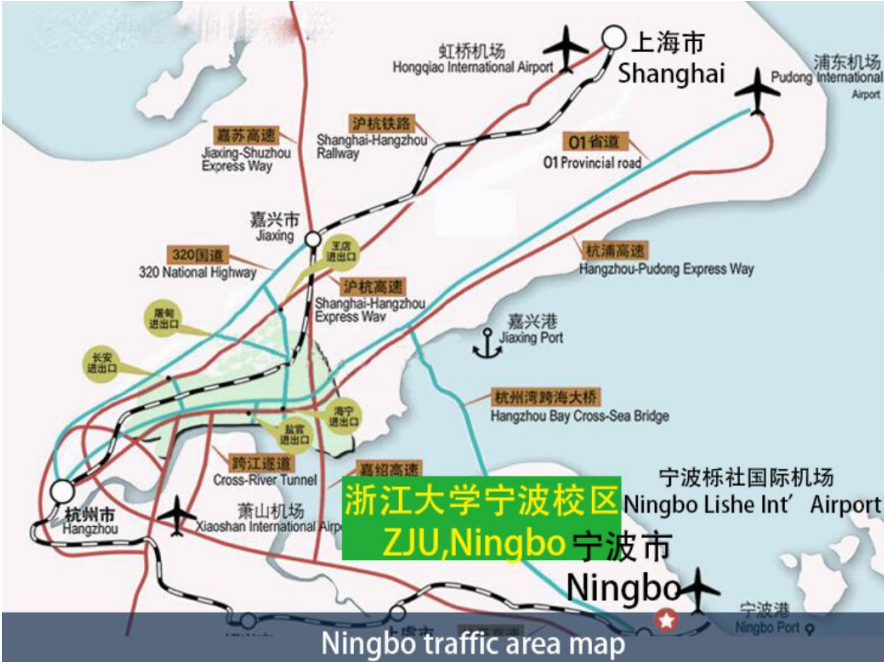 虹桥机场
Hongqiao International Airport
上海市
Shanghai
浦东机场
Pudong International
Airport
嘉苏高速
Jiaxing-Shuzhou
Express Way
沪杭铁路
Shanghai-Hangzhou
Rallway
01省道
01 Provincial road
嘉兴市
Jiaxing
王店
进出口
320国道
320 National Highway
杭浦高速
Hangzhou-Pudong Express Way
沪杭高速
Shanghai-Hangzhou
Express Way
屠甸
进出口
嘉兴港
Jiaxing Port
长安
进出口
杭州湾跨海大桥
Hangzhou Bay Cross-Sea Bridge
海宁
进出口
盐官
进出口
跨江遂道
Cross-River Tunnel
嘉绍高速
宁波栎社国际机场
Ningbo Lishe Int' Airport
浙江大学宁波校区
ZJU,Ningbo
杭州市
Hangzhou
萧山机场
Xiaoshan International Airpo
宁波市
Ningbo
宁波港
Ningbo Port
Ningbo traffic area map